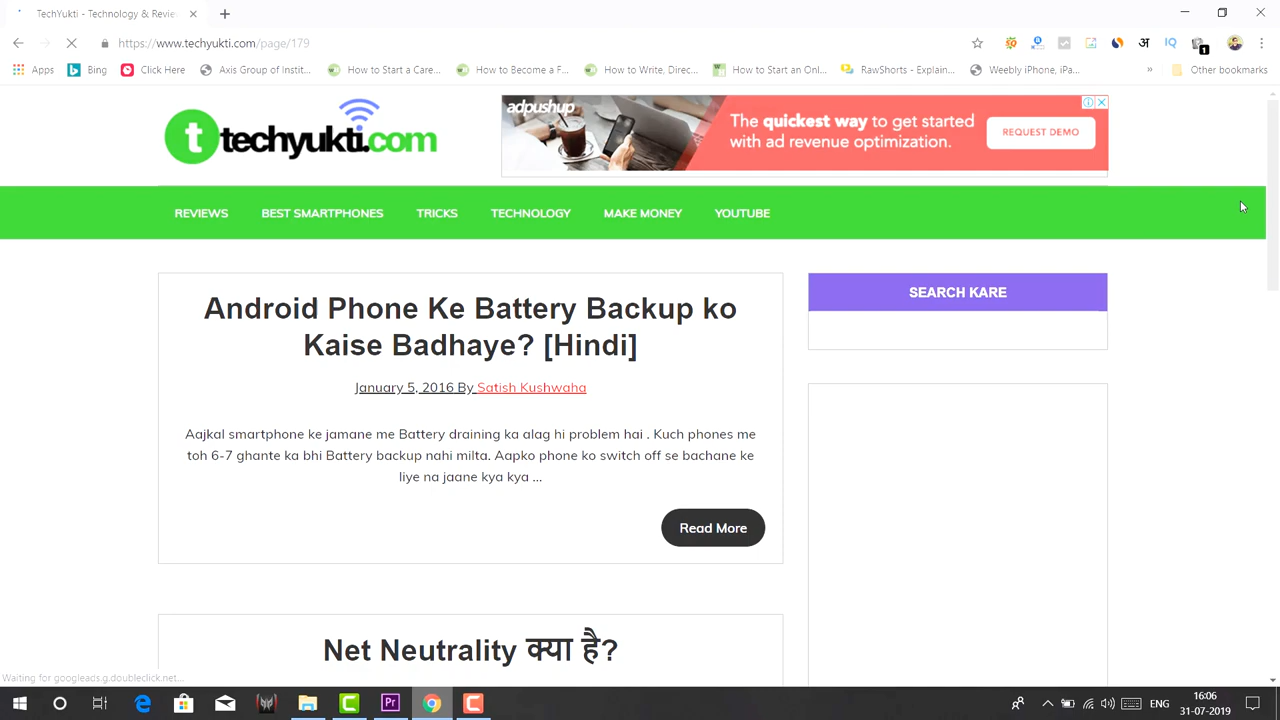 TechYukti - Technology & Revie
https://www.techyukti.com/page/179
IQ
1
Apps
Bing
Click Here
Axis Group of Instit...
How to Start a Care...
How to Become a F...
How to Write, Direc...
How to Start an Onl...
RawShorts - Explain...
Weebly iPhone, iPa...
»
Other bookmarks
techyukti.com
adpushup
The quickest way to get started
with ad revenue optimization.
REQUEST DEMO
REVIEWS
BEST SMARTPHONES
TRICKS
TECHNOLOGY
MAKE MONEY
YOUTUBE
Android Phone Ke Battery Backup ko
Kaise Badhaye? [Hindi]
January 5, 2016 By Satish Kushwaha
Aajkal smartphone ke jamane me Battery draining ka alag hi problem hai . Kuch phones me
toh 6-7 ghante ka bhi Battery backup nahi milta. Aapko phone ko switch off se bachane ke
liye na jaane kya kya ...
Read More
SEARCH KARE
Net Neutrality क्या है?
Waiting for googleads.g.doubleclick.net...
Pr
ENG
16:06
31-07-2019